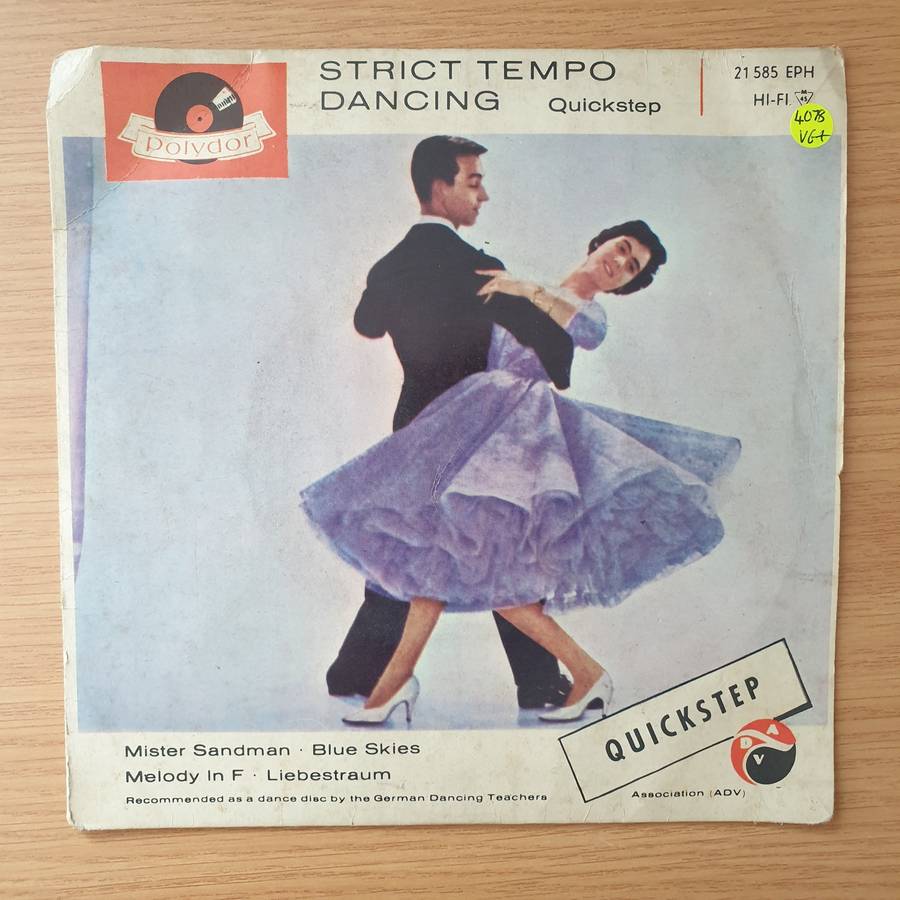 STRICT TEMPO
DANCING Quickstep
21 585 EPH
HI-FI M 45
4078
VG+
Polydor
QUICKSTEP
D A V
Mister Sandman · Blue Skies
Melody In F · Liebestraum
Recommended as a dance disc by the German Dancing Teachers Association (ADV)